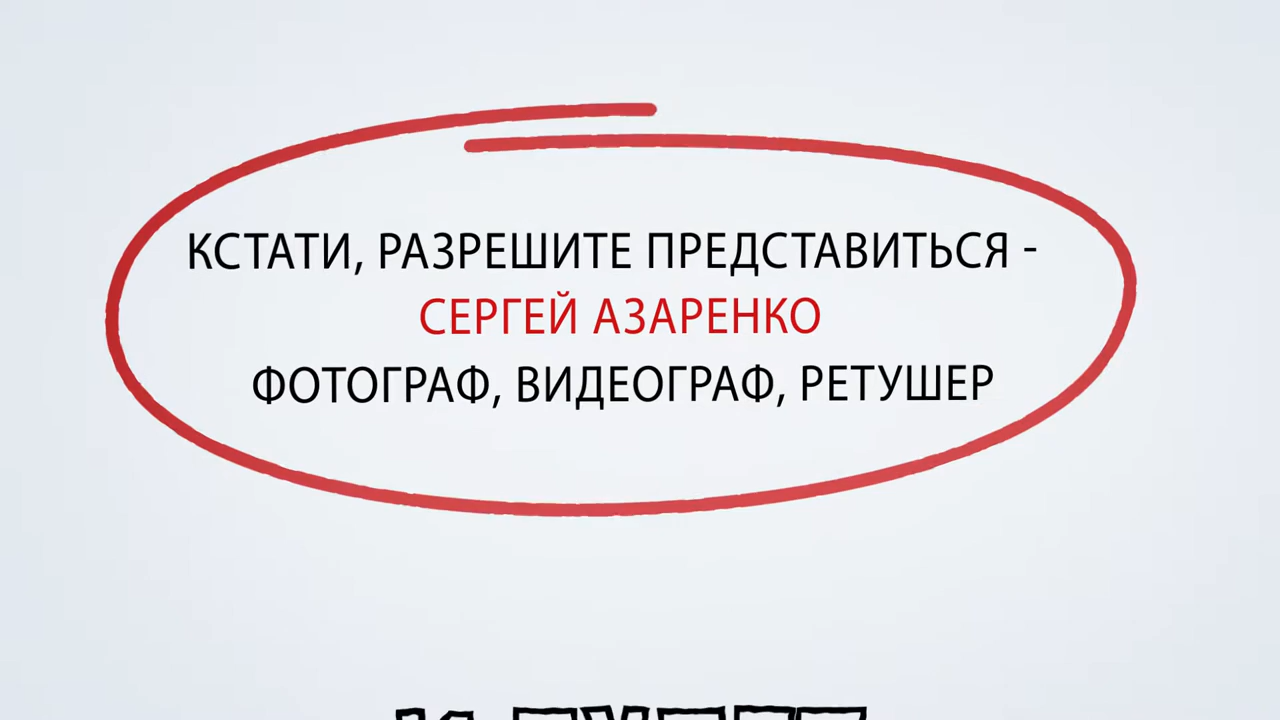 КСТАТИ, РАЗРЕШИТЕ ПРЕДСТАВИТЬСЯ -
СЕРГЕЙ АЗАРЕНКО
ФОТОГРАФ, ВИДЕОГРАФ, РЕТУШЕР